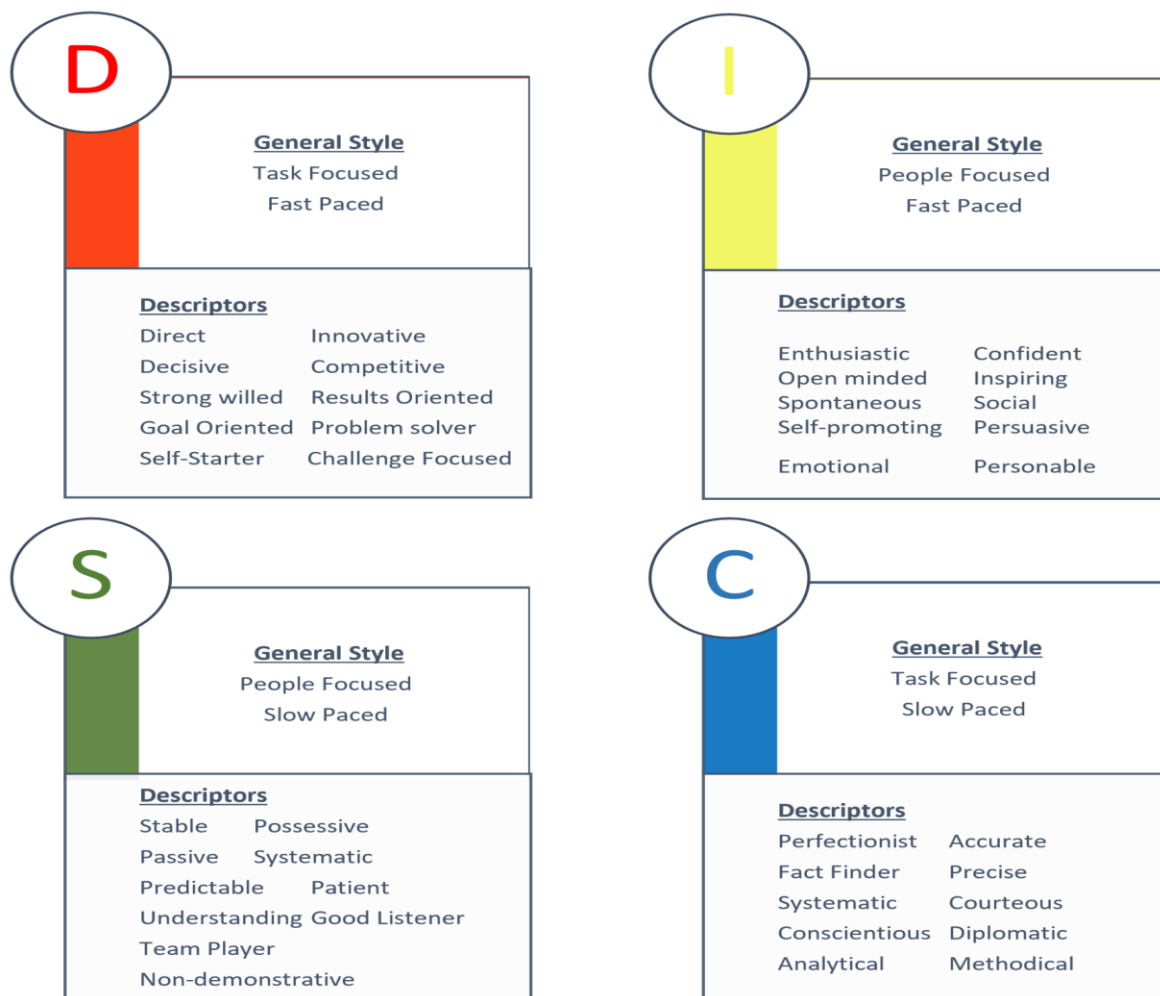 D
General Style
Task Focused
Fast Paced
Descriptors
Direct Innovative
Decisive Competitive
Strong willed Results Oriented
Goal Oriented Problem solver
Self-Starter Challenge Focused
I
General Style
People Focused
Fast Paced
Descriptors
Enthusiastic Confident
Open minded Inspiring
Spontaneous Social
Self-promoting Persuasive
Emotional Personable
S
General Style
People Focused
Slow Paced
Descriptors
Stable Possessive
Passive Systematic
Predictable Patient
Understanding Good Listener
Team Player
Non-demonstrative
C
General Style
Task Focused
Slow Paced
Descriptors
Perfectionist Accurate
Fact Finder Precise
Systematic Courteous
Conscientious Diplomatic
Analytical Methodical